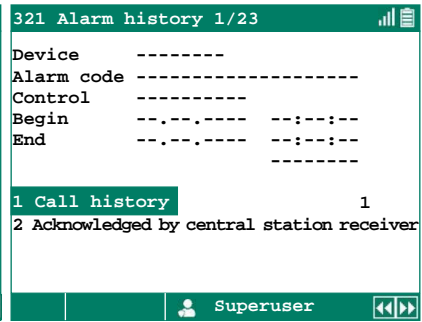 321 Alarm history 1/23
Device --------
Alarm code --------------------
Control ----------
Begin --.--.---- --:--:--
End --.--.---- --:--:--
--------
1 Call history 1
2 Acknowledged by central station receiver
Superuser